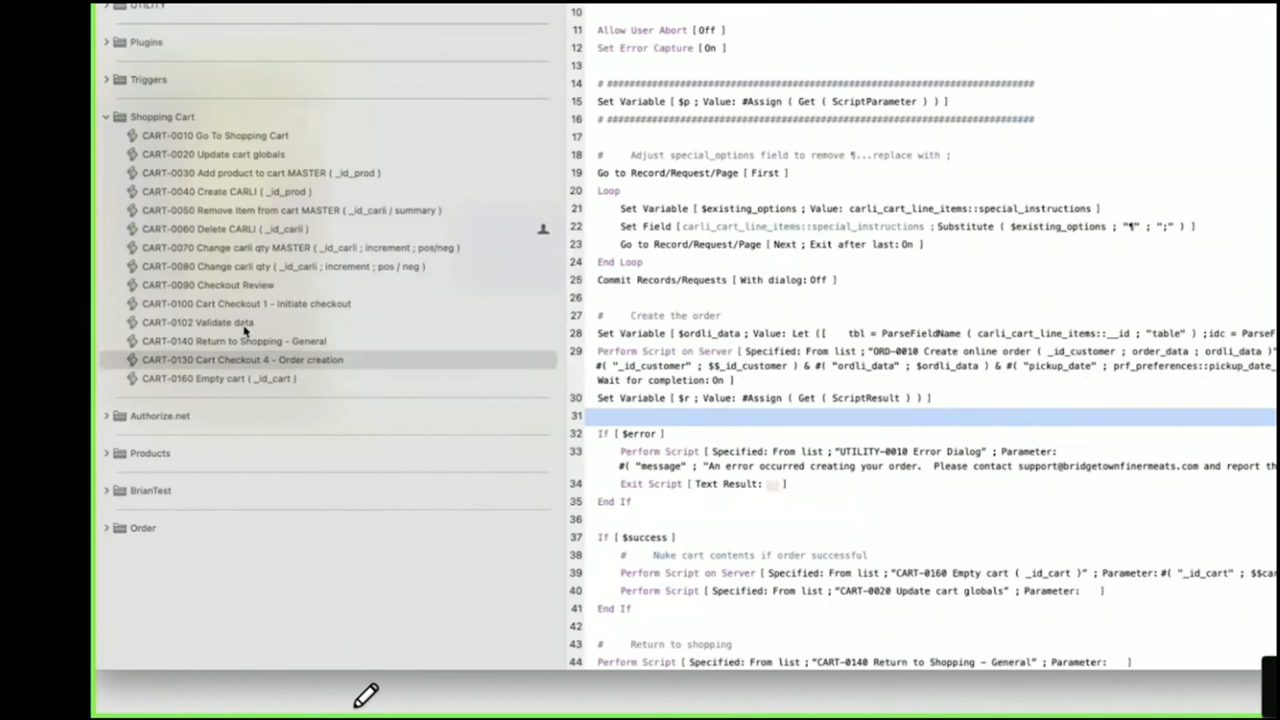 UTILITY
Plugins
Triggers
Shopping Cart
CART-0010 Go To Shopping Cart
CART-0020 Update cart globals
CART-0030 Add product to cart MASTER ( _id_prod )
CART-0040 Create CARLI ( _id_prod )
CART-0050 Remove item from cart MASTER ( _id_carli / summary )
CART-0060 Delete CARLI ( _id_carli )
CART-0070 Change carli qty MASTER ( _id_carli ; increment ; pos/neg )
CART-0080 Change carli qty ( _id_carli ; increment ; pos / neg )
CART-0090 Checkout Review
CART-0100 Cart Checkout 1 - Initiate checkout
CART-0102 Validate data
CART-0140 Return to Shopping - General
CART-0130 Cart Checkout 4 - Order creation
CART-0160 Empty cart ( _id_cart )
Authorize.net
Products
BrianTest
Order
10
11 Allow User Abort [ Off ]
12 Set Error Capture [ On ]
13
14 # ############################################################################
15 Set Variable [ $p ; Value: #Assign ( Get ( ScriptParameter ) ) ]
16 # ############################################################################
17
18 # Adjust special_options field to remove ¶...replace with ;
19 Go to Record/Request/Page [ First ]
20 Loop
21 Set Variable [ $existing_options ; Value: carli_cart_line_items::special_instructions ]
22 Set Field [ carli_cart_line_items::special_instructions ; Substitute ( $existing_options ; "¶" ; ";" ) ]
23 Go to Record/Request/Page [ Next ; Exit after last: On ]
24 End Loop
25 Commit Records/Requests [ With dialog: Off ]
26
27 # Create the order
28 Set Variable [ $ordli_data ; Value: Let ( [ tbl = ParseFieldName ( carli_cart_line_items::__id ; "table" ) ; idc = ParseF
29 Perform Script on Server [ Specified: From list ; "ORD-0010 Create online order ( _id_customer ; order_data ; ordli_data )"
#( "_id_customer" ; $$_id_customer ) & #( "ordli_data" ; $ordli_data ) & #( "pickup_date" ; prf_preferences::pickup_date_
Wait for completion: On ]
30 Set Variable [ $r ; Value: #Assign ( Get ( ScriptResult ) ) ]
31
32 If [ $error ]
33 Perform Script [ Specified: From list ; "UTILITY-0010 Error Dialog" ; Parameter:
#( "message" ; "An error occurred creating your order. Please contact support@bridgetownfinermeats.com and report th
34 Exit Script [ Text Result: ]
35 End If
36
37 If [ $success ]
38 # Nuke cart contents if order successful
39 Perform Script on Server [ Specified: From list ; "CART-0160 Empty cart ( _id_cart )" ; Parameter: #( "_id_cart" ; $$ca
40 Perform Script [ Specified: From list ; "CART-0020 Update cart globals" ; Parameter: ]
41 End If
42
43 # Return to shopping
44 Perform Script [ Specified: From list ; "CART-0140 Return to Shopping - General" ; Parameter: ]